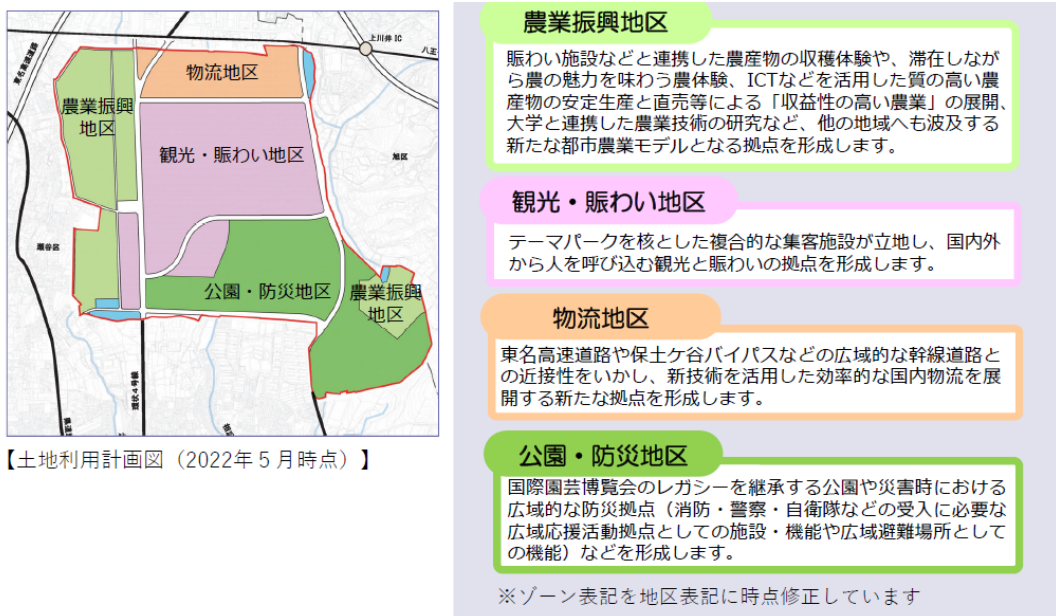 上川井 IC
八王
東名高速道路
物流地区
農業振興
地区
観光・賑わい地区
旭区
瀬谷区
公園・防災地区
農業振興
地区
環状4号線
【土地利用計画図(2022年5月時点)】
農業振興地区
賑わい施設などと連携した農産物の収穫体験や、滞在しなが
ら農の魅力を味わう農体験、ICTなどを活用した質の高い農
産物の安定生産と直売等による「収益性の高い農業」の展開、
大学と連携した農業技術の研究など、他の地域へも波及する
新たな都市農業モデルとなる拠点を形成します。
観光・賑わい地区
テーマパークを核とした複合的な集客施設が立地し、国内外
から人を呼び込む観光と賑わいの拠点を形成します。
物流地区
東名高速道路や保土ケ谷バイパスなどの広域的な幹線道路と
の近接性をいかし、新技術を活用した効率的な国内物流を展
開する新たな拠点を形成します。
公園・防災地区
国際園芸博覧会のレガシーを継承する公園や災害時における
広域的な防災拠点(消防・警察・自衛隊などの受入に必要な
広域応援活動拠点としての施設・機能や広域避難場所として
の機能)などを形成します。
※ゾーン表記を地区表記に時点修正しています